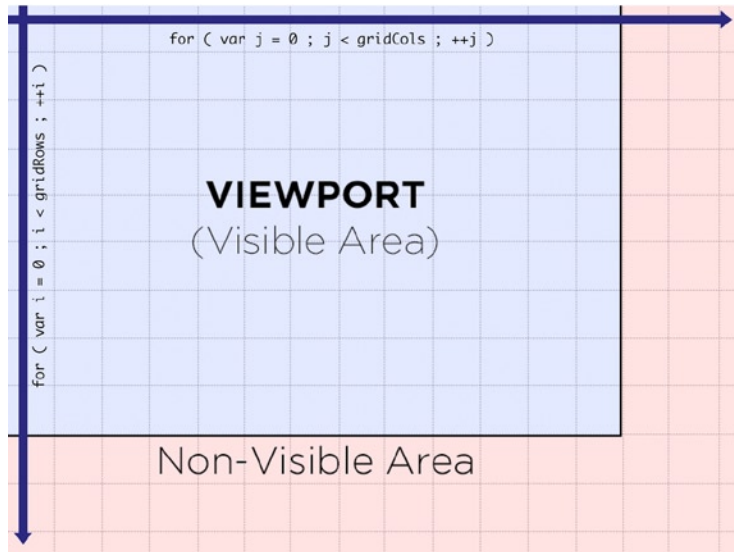 for ( var j = 0 ; j < gridCols ; ++j )
for ( var i = 0 ; i < gridRows ; ++i )
VIEWPORT
(Visible Area)
Non-Visible Area